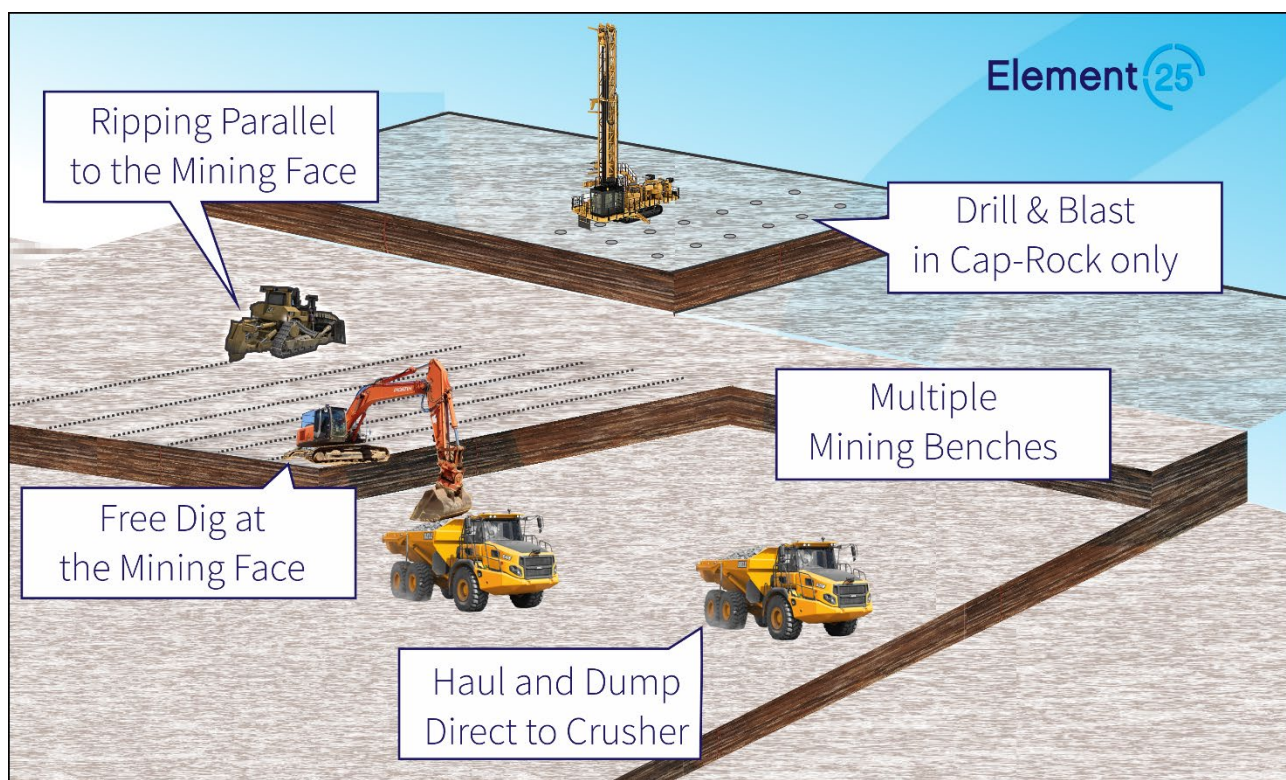 Element 25
Ripping Parallel
to the Mining Face
Drill & Blast
in Cap-Rock only
Multiple
Mining Benches
Free Dig at
the Mining Face
Haul and Dump
Direct to Crusher